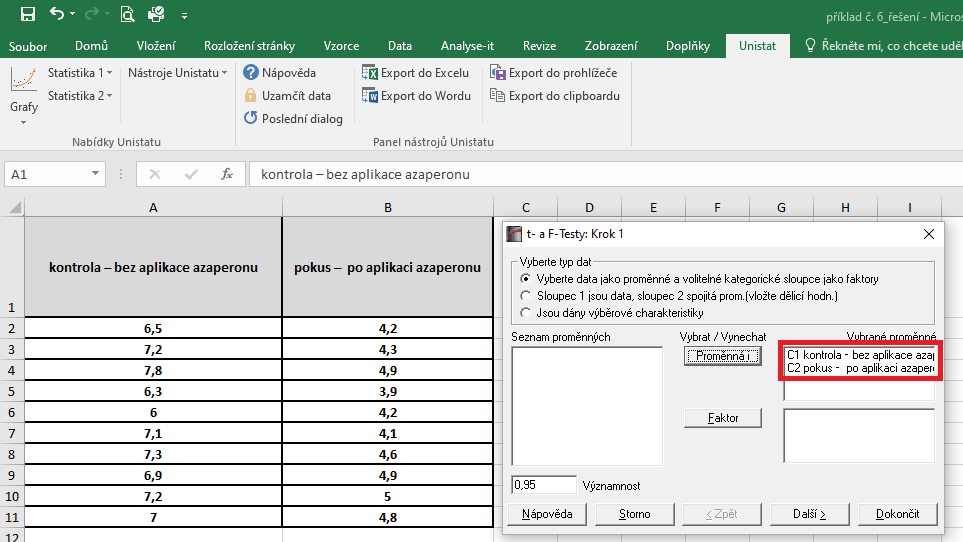 příklad č. 6_řešení - Micros
Soubor Domů Vložení Rozložení stránky Vzorce Data Analyse-it Revize Zobrazení Doplňky Unistat Řekněte mi, co chcete uděl
Statistika 1 Nástroje Unistatu Nápověda Export do Excelu Export do prohlížeče
Grafy Statistika 2 Uzamčít data Export do Wordu Export do clipboardu
Poslední dialog
Nabídky Unistatu Panel nástrojů Unistatu
A1 fx kontrola – bez aplikace azaperonu
A B C D E F G H I
1 kontrola – bez aplikace azaperonu pokus – po aplikaci azaperonu
2 6,5 4,2
3 7,2 4,3
4 7,8 4,9
5 6,3 3,9
6 6 4,2
7 7,1 4,1
8 7,3 4,6
9 6,9 4,9
10 7,2 5
11 7 4,8
12
t- a F-Testy: Krok 1
Vyberte typ dat
Vyberte data jako proměnné a volitelné kategorické sloupce jako faktory
Sloupec 1 jsou data, sloupec 2 spojitá prom.(vložte dělicí hodn.)
Jsou dány výběrové charakteristiky
Seznam proměnných Vybrat / Vynechat Vybrané proměnné
Proměnná i
C1 kontrola - bez aplikace azap
C2 pokus - po aplikaci azapero
Faktor
0,95 Významnost
Nápověda Storno < Zpět Další > Dokončit